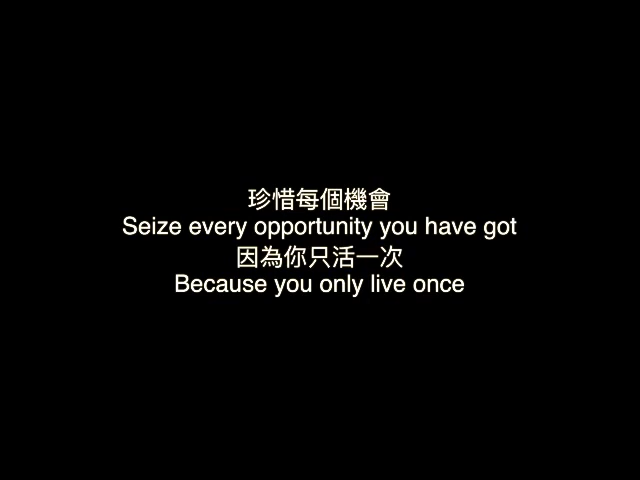 珍惜每個機會
Seize every opportunity you have got
因為你只活一次
Because you only live once